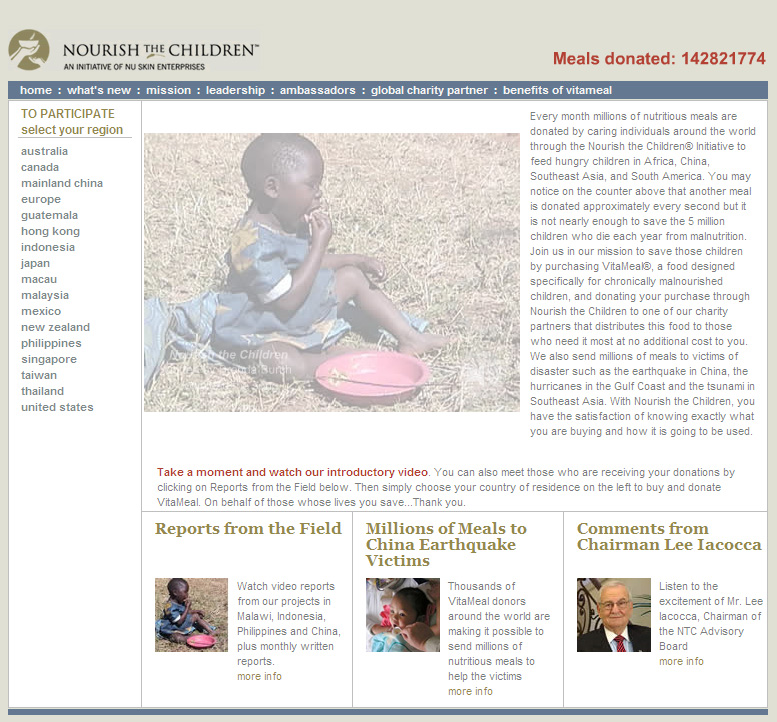 NOURISH THE CHILDREN™
AN INITIATIVE OF NU SKIN ENTERPRISES
Meals donated: 142821774
home : what's new : mission : leadership : ambassadors : global charity partner : benefits of vitameal
TO PARTICIPATE
select your region
australia
canada
mainland china
europe
guatemala
hong kong
indonesia
japan
macau
malaysia
mexico
new zealand
philippines
singapore
taiwan
thailand
united states
Nourish the Children
Every month millions of nutritious meals are
donated by caring individuals around the world
through the Nourish the Children® Initiative to
feed hungry children in Africa, China,
Southeast Asia, and South America. You may
notice on the counter above that another meal
is donated approximately every second but it
is not nearly enough to save the 5 million
children who die each year from malnutrition.
Join us in our mission to save those children
by purchasing VitaMeal®, a food designed
specifically for chronically malnourished
children, and donating your purchase through
Nourish the Children to one of our charity
partners that distributes this food to those
who need it most at no additional cost to you.
We also send millions of meals to victims of
disaster such as the earthquake in China, the
hurricanes in the Gulf Coast and the tsunami in
Southeast Asia. With Nourish the Children, you
have the satisfaction of knowing exactly what
you are buying and how it is going to be used.
Take a moment and watch our introductory video. You can also meet those who are receiving your donations by
clicking on Reports from the Field below. Then simply choose your country of residence on the left to buy and donate
VitaMeal. On behalf of those whose lives you save...Thank you.
Reports from the Field
Watch video reports
from our projects in
Malawi, Indonesia,
Philippines and China,
plus monthly written
reports.
more info
Millions of Meals to
China Earthquake
Victims
Thousands of
VitaMeal donors
around the world are
making it possible to
send millions of
nutritious meals to
help the victims
more info
Comments from
Chairman Lee Iacocca
Listen to the
excitement of Mr. Lee
Iacocca, Chairman of
the NTC Advisory
Board
more info